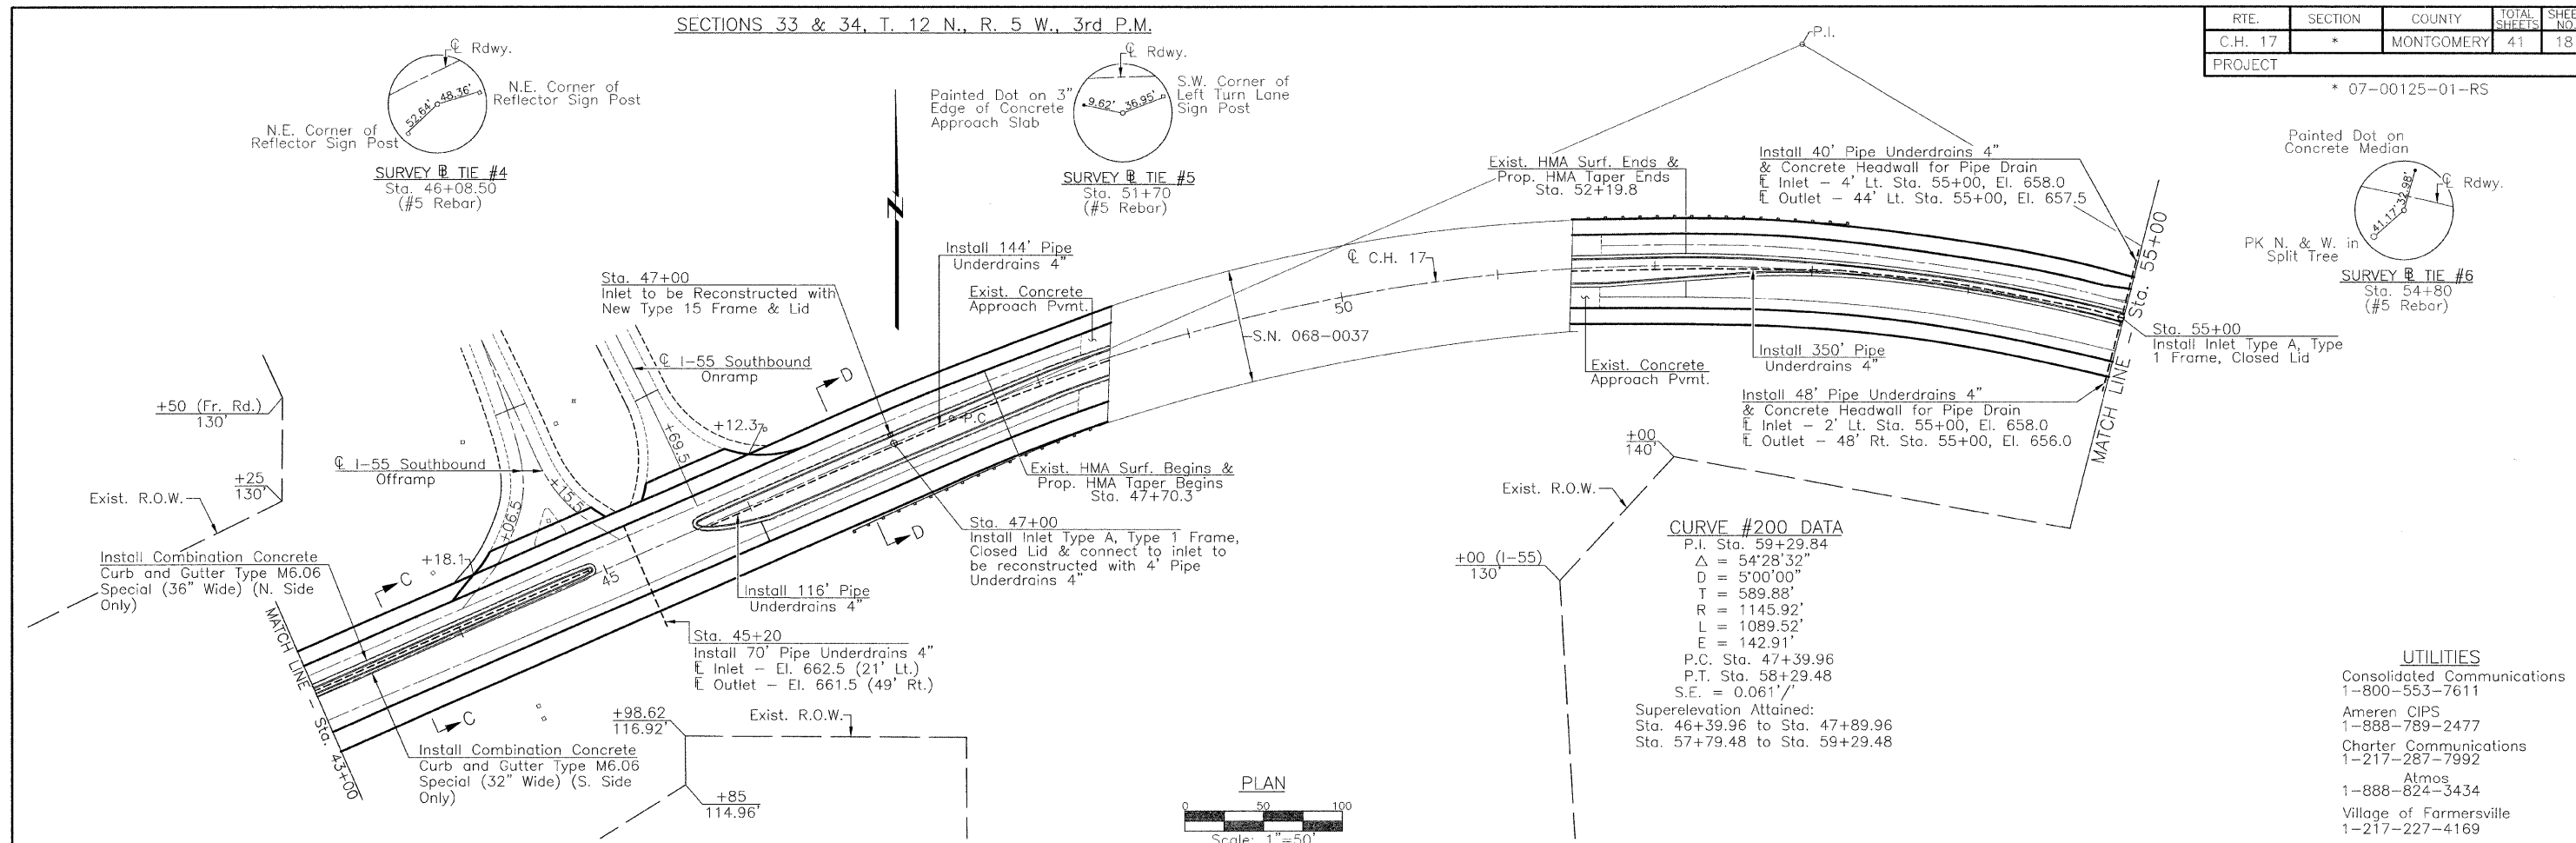 SECTIONS 33 & 34, T. 12 N., R. 5 W., 3rd P.M.
RTE. SECTION COUNTY TOTAL SHEETS SHEET NO.
C.H. 17 * MONTGOMERY 41 18
PROJECT
* 07-00125-01-RS
℄ Rdwy.
N.E. Corner of
Reflector Sign Post
52.64'
48.36'
N.E. Corner of
Reflector Sign Post
SURVEY ℄ TIE #4
Sta. 46+08.50
(#5 Rebar)
℄ Rdwy.
Painted Dot on 3"
Edge of Concrete
Approach Slab
9.62'
36.95'
S.W. Corner of
Left Turn Lane
Sign Post
SURVEY ℄ TIE #5
Sta. 51+70
(#5 Rebar)
N
P.I.
Painted Dot on
Concrete Median
℄ Rdwy.
41.17'
32.98'
PK N. & W. in
Split Tree
SURVEY ℄ TIE #6
Sta. 54+80
(#5 Rebar)
Exist. HMA Surf. Ends &
Prop. HMA Taper Ends
Sta. 52+19.8
Install 40' Pipe Underdrains 4"
& Concrete Headwall for Pipe Drain
℄ Inlet - 4' Lt. Sta. 55+00, El. 658.0
℄ Outlet - 44' Lt. Sta. 55+00, El. 657.5
Install 144' Pipe
Underdrains 4"
Sta. 47+00
Inlet to be Reconstructed with
New Type 15 Frame & Lid
Exist. Concrete
Approach Pvmt.
℄ C.H. 17
50
S.N. 068-0037
Sta. 55+00
Install Inlet Type A, Type
1 Frame, Closed Lid
MATCH LINE - Sta. 55+00
Install 350' Pipe
Underdrains 4"
Exist. Concrete
Approach Pvmt.
Install 48' Pipe Underdrains 4"
& Concrete Headwall for Pipe Drain
℄ Inlet - 2' Lt. Sta. 55+00, El. 658.0
℄ Outlet - 48' Rt. Sta. 55+00, El. 656.0
℄ I-55 Southbound
Onramp
D
+50 (Fr. Rd.)
130'
+12.3
+69.5
P.C.
℄ I-55 Southbound
Offramp
+25
130'
Exist. R.O.W.
+15.5
+06.5
Exist. HMA Surf. Begins &
Prop. HMA Taper Begins
Sta. 47+70.3
+00
140'
Exist. R.O.W.
D
Sta. 47+00
Install Inlet Type A, Type 1 Frame,
Closed Lid & connect to inlet to
be reconstructed with 4' Pipe
Underdrains 4"
Install Combination Concrete
Curb and Gutter Type M6.06
Special (36" Wide) (N. Side
Only)
+18.1
C
45
Install 116' Pipe
Underdrains 4"
+00 (I-55)
130'
CURVE #200 DATA
P.I. Sta. 59+29.84
△ = 54°28'32"
D = 5°00'00"
T = 589.88'
R = 1145.92'
L = 1089.52'
E = 142.91'
P.C. Sta. 47+39.96
P.T. Sta. 58+29.48
S.E. = 0.061'/'
Superelevation Attained:
Sta. 46+39.96 to Sta. 47+89.96
Sta. 57+79.48 to Sta. 59+29.48
MATCH LINE - Sta. 43+00
Sta. 45+20
Install 70' Pipe Underdrains 4"
℄ Inlet - El. 662.5 (21' Lt.)
℄ Outlet - El. 661.5 (49' Rt.)
C
+98.62
116.92'
Exist. R.O.W.
Install Combination Concrete
Curb and Gutter Type M6.06
Special (32" Wide) (S. Side
Only)
+85
114.96'
PLAN
0 50 100
Scale: 1"=50'
UTILITIES
Consolidated Communications
1-800-553-7611
Ameren CIPS
1-888-789-2477
Charter Communications
1-217-287-7992
Atmos
1-888-824-3434
Village of Farmersville
1-217-227-4169